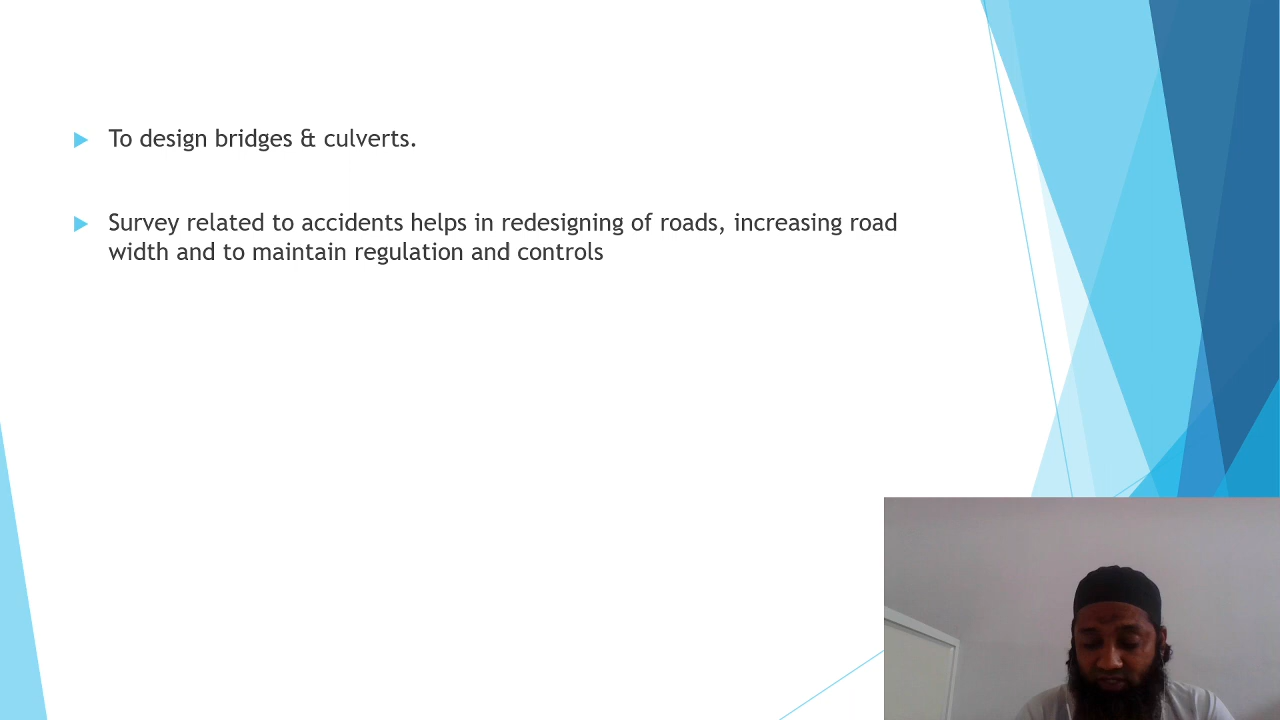 To design bridges & culverts.
Survey related to accidents helps in redesigning of roads, increasing road
width and to maintain regulation and controls